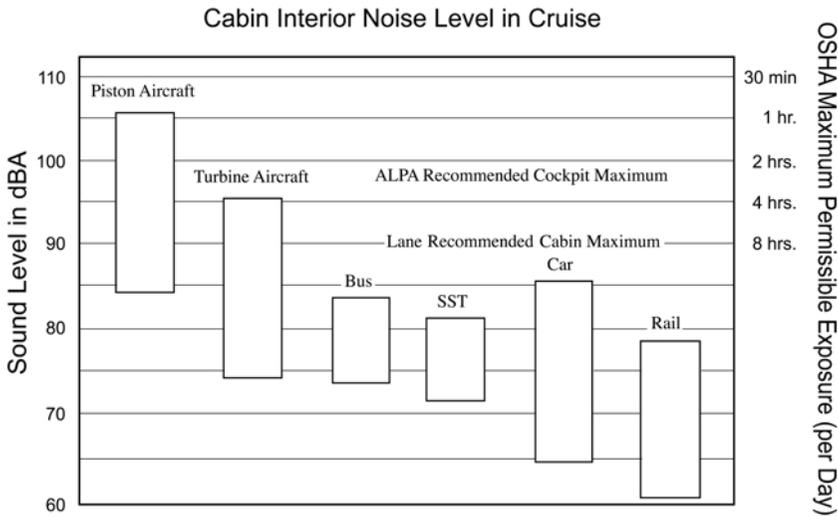 Cabin Interior Noise Level in Cruise
Sound Level in dBA
OSHA Maximum Permissible Exposure (per Day)
110
30 min
Piston Aircraft
1 hr.
100
2 hrs.
Turbine Aircraft
ALPA Recommended Cockpit Maximum
4 hrs.
90
Lane Recommended Cabin Maximum
8 hrs.
Car
Bus
SST
80
Rail
70
60